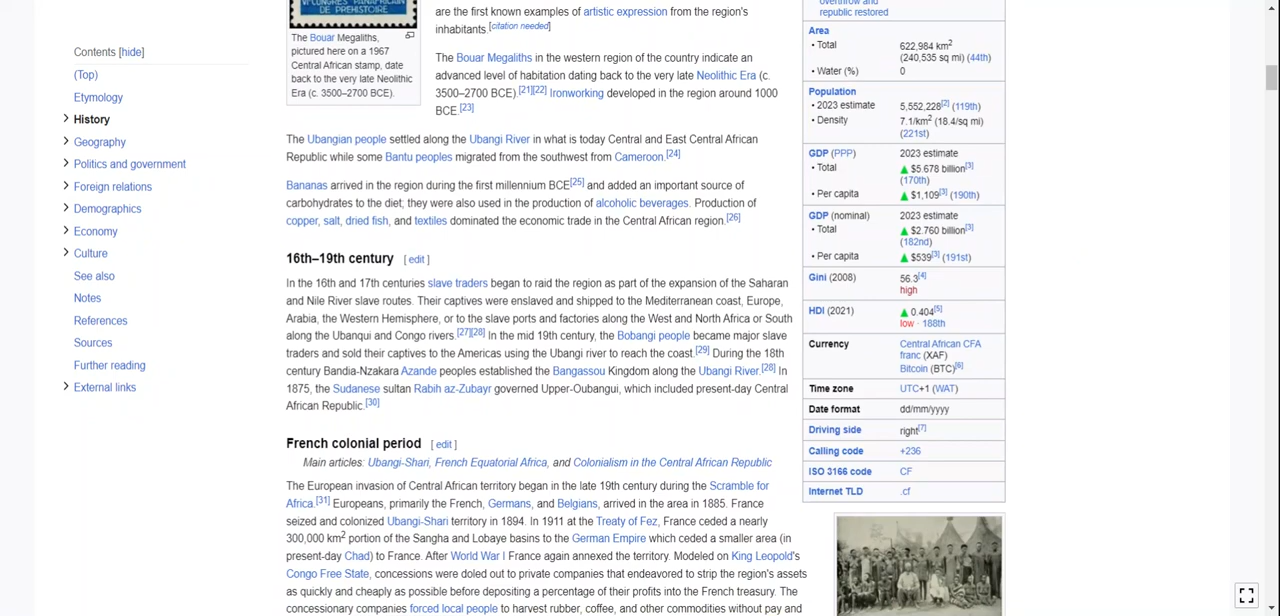 VIe CONGRÈS PANAFRICAIN
DE PRÉHISTOIRE
The Bouar Megaliths,
pictured here on a 1967
Central African stamp, date
back to the very late Neolithic
Era (c. 3500–2700 BCE).
Contents [hide]
(Top)
Etymology
History
Geography
Politics and government
Foreign relations
Demographics
Economy
Culture
See also
Notes
References
Sources
Further reading
External links
are the first known examples of artistic expression from the region's
inhabitants.[citation needed]
The Bouar Megaliths in the western region of the country indicate an
advanced level of habitation dating back to the very late Neolithic Era (c.
3500–2700 BCE).[21][22] Ironworking developed in the region around 1000
BCE.[23]
The Ubangian people settled along the Ubangi River in what is today Central and East Central African
Republic while some Bantu peoples migrated from the southwest from Cameroon.[24]
Bananas arrived in the region during the first millennium BCE[25] and added an important source of
carbohydrates to the diet; they were also used in the production of alcoholic beverages. Production of
copper, salt, dried fish, and textiles dominated the economic trade in the Central African region.[26]
16th–19th century [ edit ]
In the 16th and 17th centuries slave traders began to raid the region as part of the expansion of the Saharan
and Nile River slave routes. Their captives were enslaved and shipped to the Mediterranean coast, Europe,
Arabia, the Western Hemisphere, or to the slave ports and factories along the West and North Africa or South
along the Ubanqui and Congo rivers.[27][28] In the mid 19th century, the Bobangi people became major slave
traders and sold their captives to the Americas using the Ubangi river to reach the coast.[29] During the 18th
century Bandia-Nzakara Azande peoples established the Bangassou Kingdom along the Ubangi River.[28] In
1875, the Sudanese sultan Rabih az-Zubayr governed Upper-Oubangui, which included present-day Central
African Republic.[30]
French colonial period [ edit ]
Main articles: Ubangi-Shari, French Equatorial Africa, and Colonialism in the Central African Republic
The European invasion of Central African territory began in the late 19th century during the Scramble for
Africa.[31] Europeans, primarily the French, Germans, and Belgians, arrived in the area in 1885. France
seized and colonized Ubangi-Shari territory in 1894. In 1911 at the Treaty of Fez, France ceded a nearly
300,000 km2 portion of the Sangha and Lobaye basins to the German Empire which ceded a smaller area (in
present-day Chad) to France. After World War I France again annexed the territory. Modeled on King Leopold's
Congo Free State, concessions were doled out to private companies that endeavored to strip the region's assets
as quickly and cheaply as possible before depositing a percentage of their profits into the French treasury. The
concessionary companies forced local people to harvest rubber, coffee, and other commodities without pay and
overthrow and
republic restored
Area
• Total 622,984 km2
(240,535 sq mi) (44th)
• Water (%) 0
Population
• 2023 estimate 5,552,228[2] (119th)
• Density 7.1/km2 (18.4/sq mi)
(221st)
GDP (PPP) 2023 estimate
• Total ▲ $5.678 billion[3]
(170th)
• Per capita ▲ $1,109[3] (190th)
GDP (nominal) 2023 estimate
• Total ▲ $2.760 billion[3]
(182nd)
• Per capita ▲ $539[3] (191st)
Gini (2008) 56.3[4]
high
HDI (2021) ▲ 0.404[5]
low · 188th
Currency Central African CFA
franc (XAF)
Bitcoin (BTC)[6]
Time zone UTC+1 (WAT)
Date format dd/mm/yyyy
Driving side right[7]
Calling code +236
ISO 3166 code CF
Internet TLD .cf